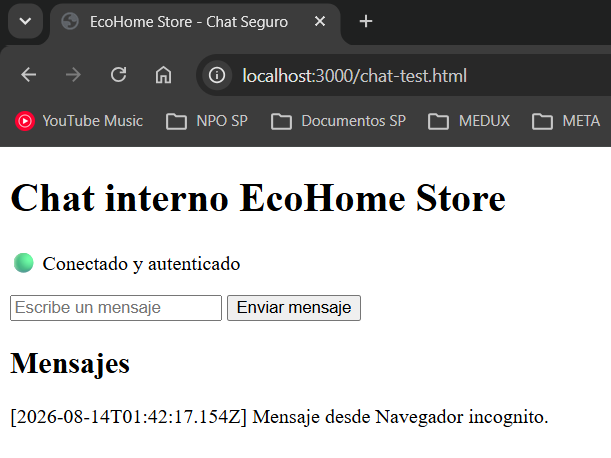 EcoHome Store - Chat Seguro
localhost:3000/chat-test.html
YouTube Music NPO SP Documentos SP MEDUX META
Chat interno EcoHome Store
Conectado y autenticado
Escribe un mensaje Enviar mensaje
Mensajes
[2026-08-14T01:42:17.154Z] Mensaje desde Navegador incognito.